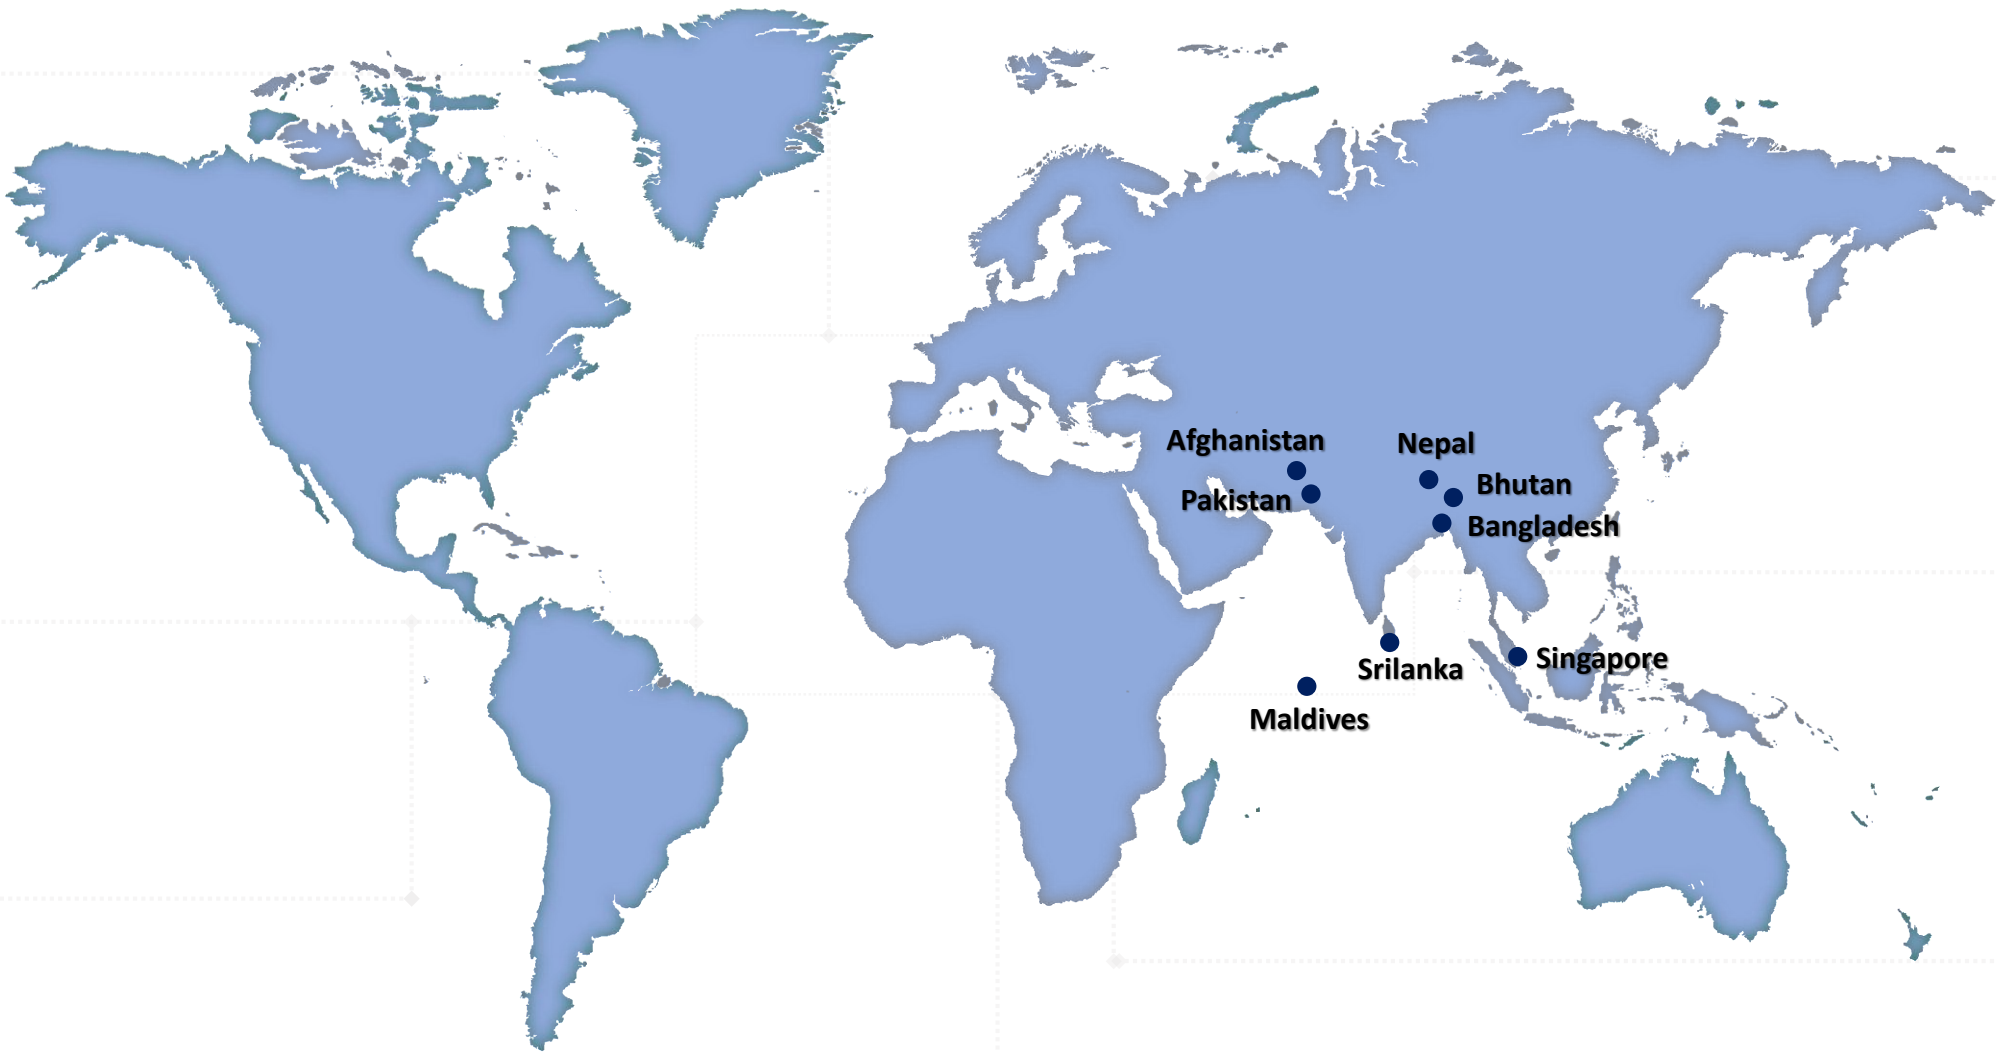 Afghanistan
Nepal
Pakistan
Bhutan
Bangladesh
Srilanka
Singapore
Maldives